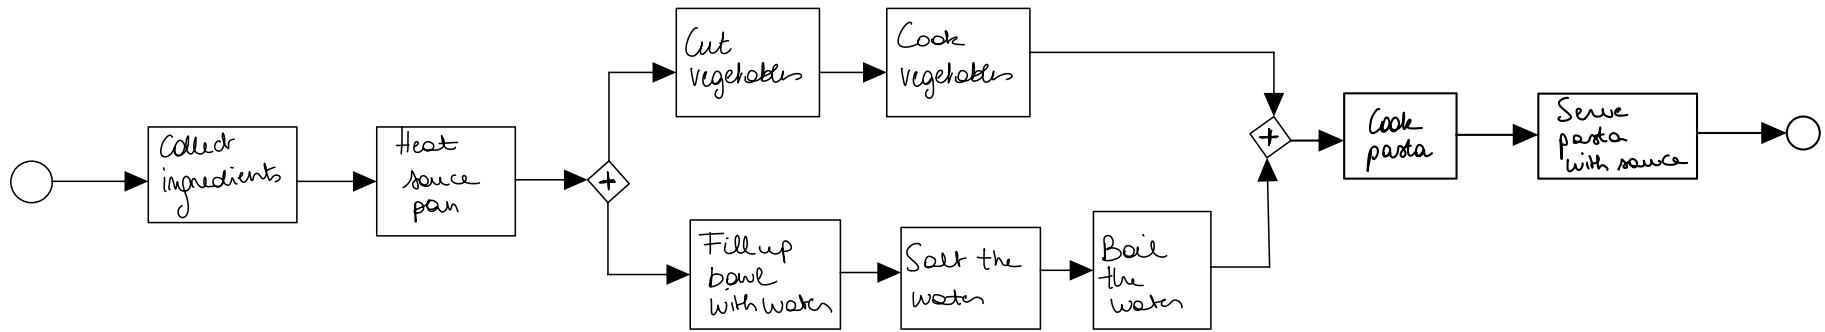 Collect
ingredients
Heat
sauce
pan
+
Cut
vegetables
Cook
vegetables
Fill up
bowl
with water
Salt the
water
Boil
the
water
+
Cook
pasta
Serve
pasta
with sauce